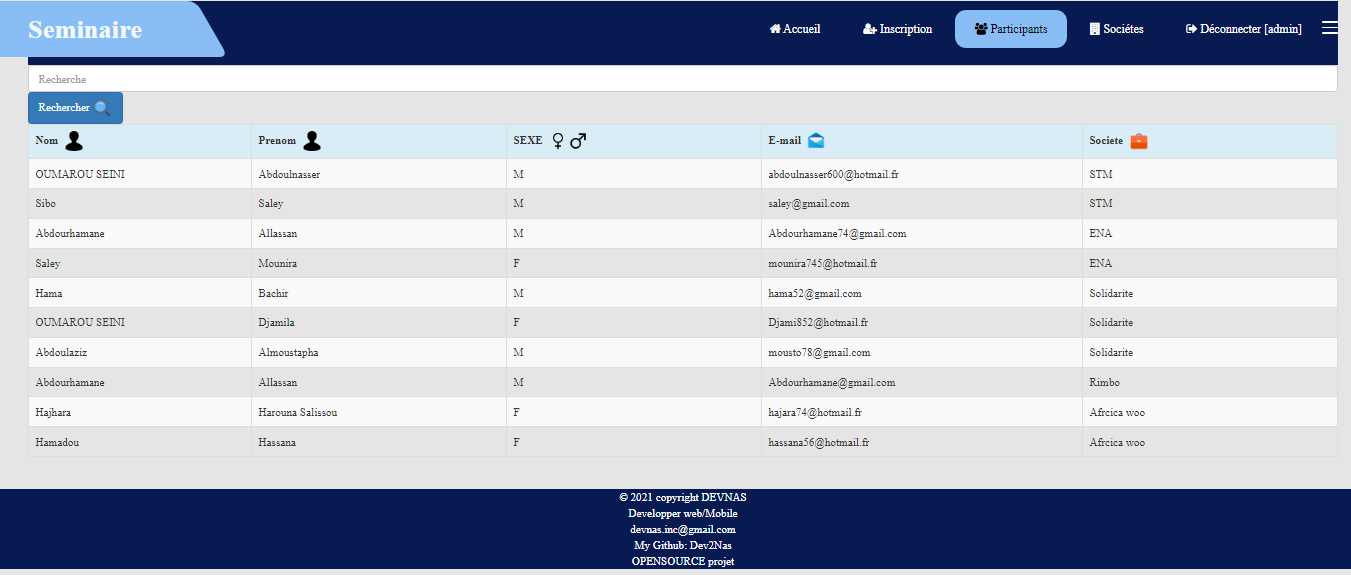 Seminaire
Accueil Inscription Participants Sociétes Déconnecter [admin]
Recherche
Rechercher
Nom Prenom SEXE E-mail Societe
OUMAROU SEINI Abdoulnasser M abdoulnasser600@hotmail.fr STM
Sibo Saley M saley@gmail.com STM
Abdourhamane Allassan M Abdourhamane74@gmail.com ENA
Saley Mounira F mounira745@hotmail.fr ENA
Hama Bachir M hama52@gmail.com Solidarite
OUMAROU SEINI Djamila F Djami852@hotmail.fr Solidarite
Abdoulaziz Almoustapha M mousto78@gmail.com Solidarite
Abdourhamane Allassan M Abdourhamane@gmail.com Rimbo
Hajhara Harouna Salissou F hajara74@hotmail.fr Afreica woo
Hamadou Hassana F hassana56@hotmail.fr Afreica woo
© 2021 copyright DEVNAS
Developper web/Mobile
devnas.inc@gmail.com
My Github: Dev2Nas
OPENSOURCE projet